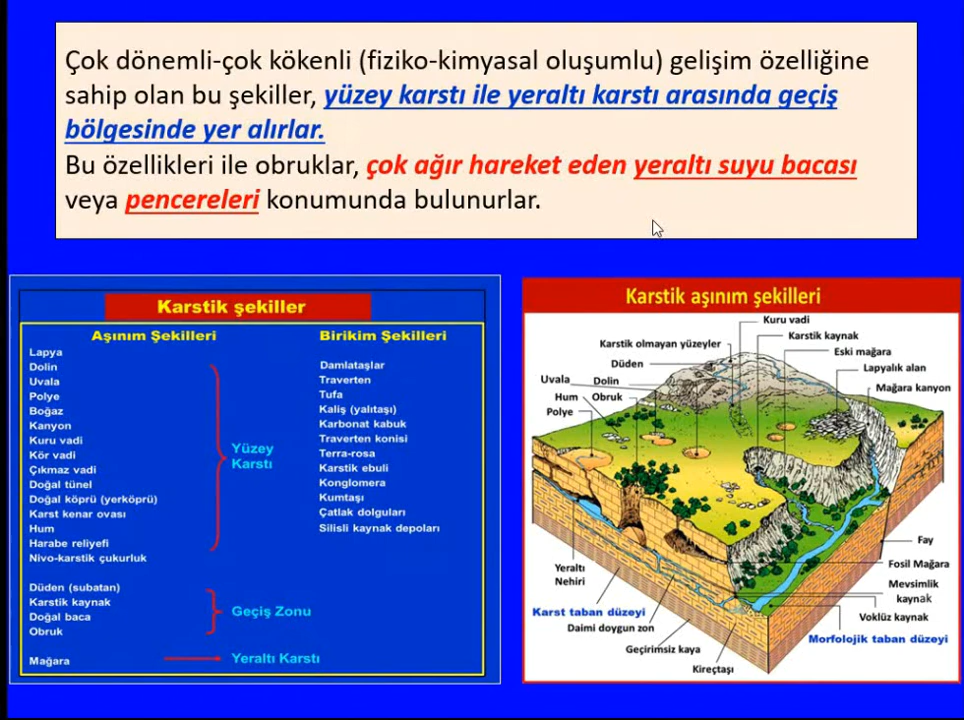 Çok dönemli-çok kökenli (fiziko-kimyasal oluşumlu) gelişim özelliğine
sahip olan bu şekiller, yüzey karstı ile yeraltı karstı arasında geçiş
bölgesinde yer alırlar.
Bu özellikleri ile obruklar, çok ağır hareket eden yeraltı suyu bacası
veya pencereleri konumunda bulunurlar.
Karstik şekiller
Aşınım Şekilleri
Lapya
Dolin
Uvala
Polye
Boğaz
Kanyon
Kuru vadi
Kör vadi
Çıkmaz vadi
Doğal tünel
Doğal köprü (yerköprü)
Karst kenar ovası
Hum
Harabe reliyefi
Nivo-karstik çukurluk
Yüzey
Karstı
Düden (subatan)
Karstik kaynak
Doğal baca
Obruk
Geçiş Zonu
Mağara
Yeraltı Karstı
Birikim Şekilleri
Damlataşlar
Traverten
Tufa
Kaliş (yalıtaşı)
Karbonat kabuk
Traverten konisi
Terra-rosa
Karstik ebuli
Konglomera
Kumtaşı
Çatlak dolguları
Silisli kaynak depoları
Karstik aşınım şekilleri
Kuru vadi
Karstik kaynak
Karstik olmayan yüzeyler
Eski mağara
Düden
Lapyalık alan
Uvala
Dolin
Mağara kanyon
Hum
Obruk
Polye
Fay
Fosil Mağara
Yeraltı
Nehiri
Mevsimlik
kaynak
Karst taban düzeyi
Voklüz kaynak
Daimi doygun zon
Morfolojik taban düzeyi
Geçirimsiz kaya
Kireçtaşı